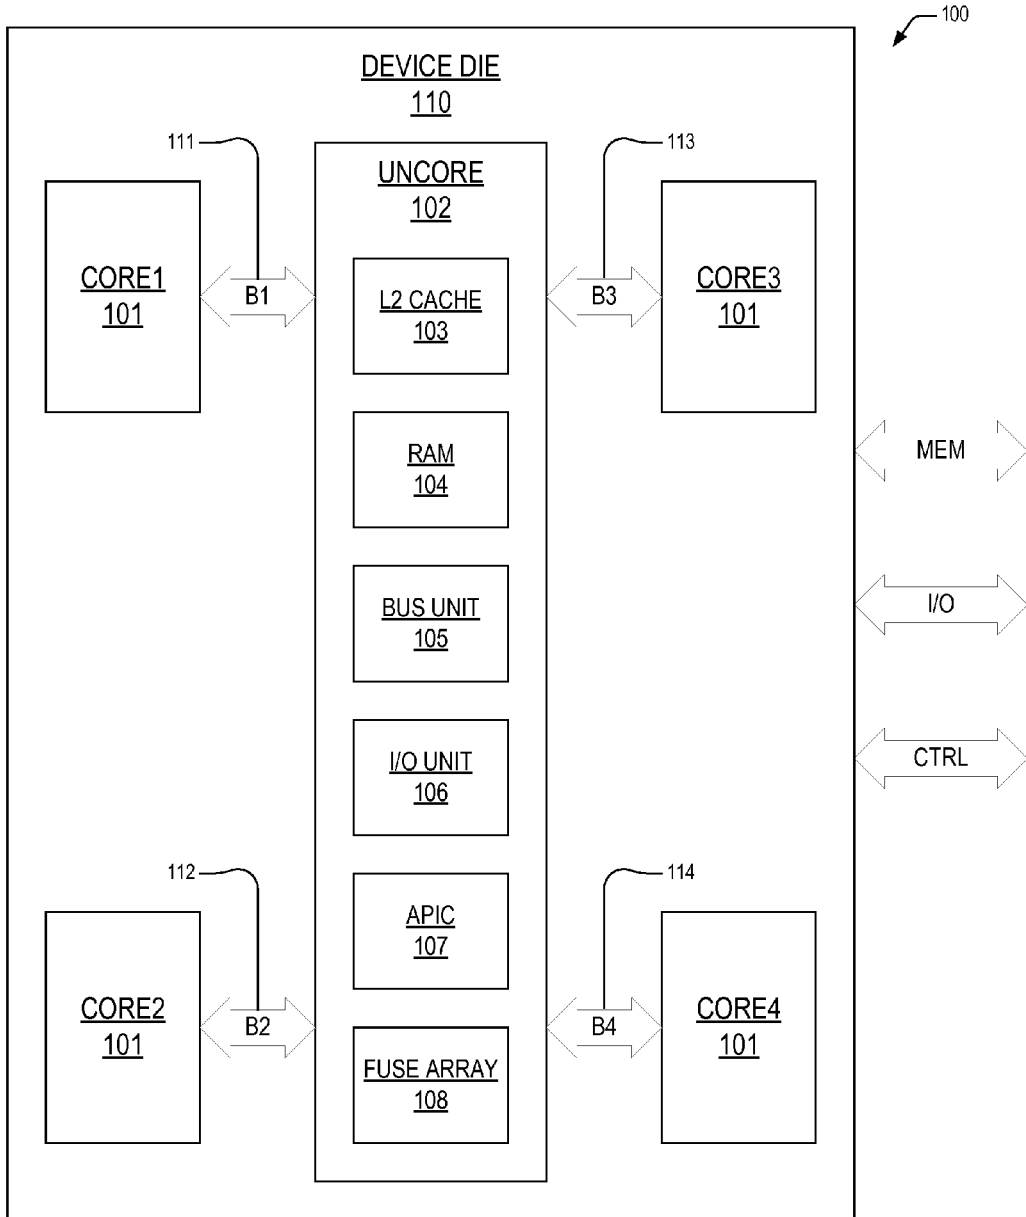 100
DEVICE DIE
110
111
113
UNCORE
102
CORE1
101
B1
L2 CACHE
103
B3
CORE3
101
RAM
104
MEM
BUS UNIT
105
I/O
I/O UNIT
106
CTRL
112
114
APIC
107
CORE2
101
B2
FUSE ARRAY
108
B4
CORE4
101